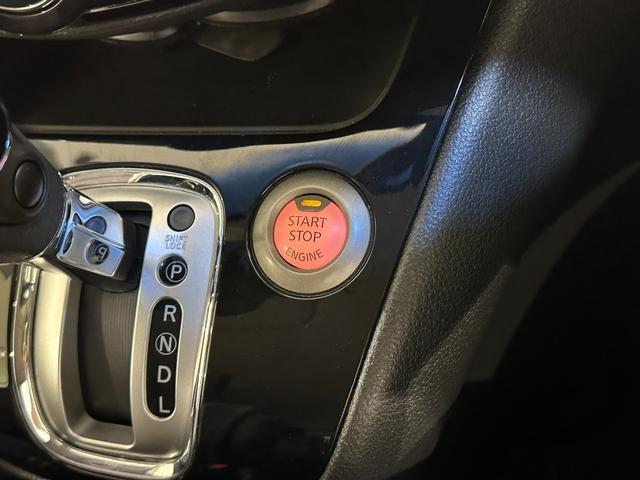 START
STOP
ENGINE
SHIFT
LOCK
P
R
N
D
L